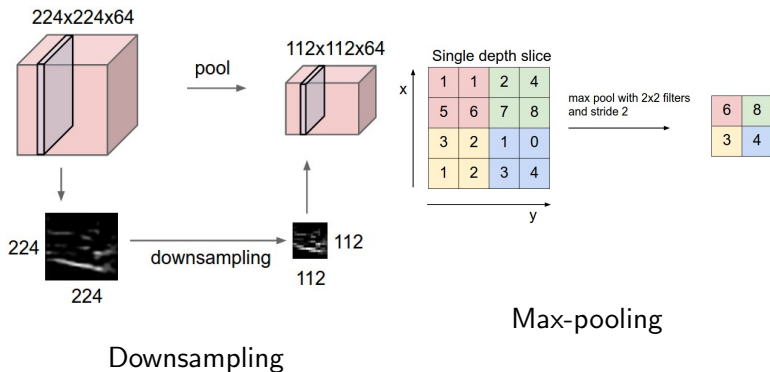 224x224x64
pool
112x112x64
224
224
downsampling
112
112
Downsampling
Single depth slice
x
1 1 2 4
5 6 7 8
3 2 1 0
1 2 3 4
y
max pool with 2x2 filters
and stride 2
6 8
3 4
Max-pooling